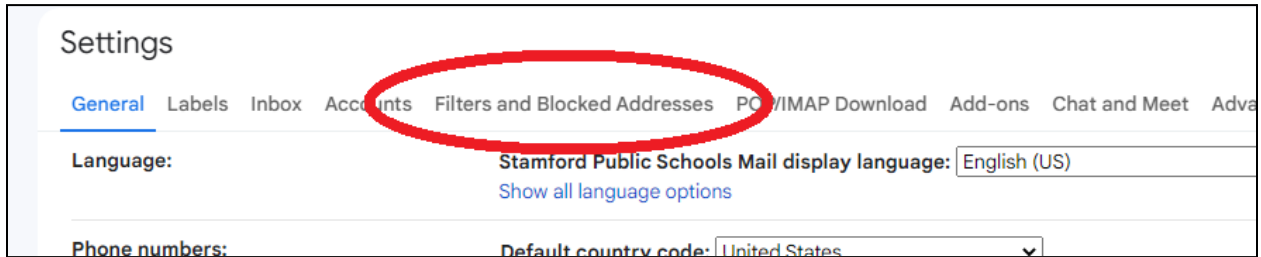 Settings
General Labels Inbox Accounts Filters and Blocked Addresses POP/IMAP Download Add-ons Chat and Meet Adva
Language: Stamford Public Schools Mail display language: English (US)
Show all language options
Phone numbers: Default country code: United States